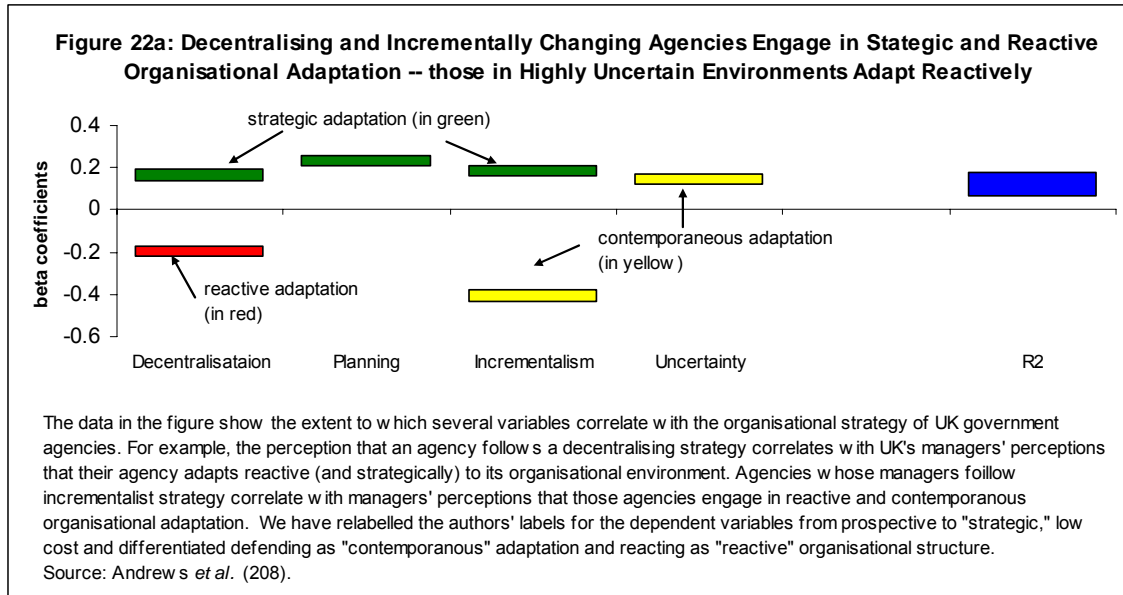 Figure 22a: Decentralising and Incrementally Changing Agencies Engage in Stategic and Reactive
Organisational Adaptation -- those in Highly Uncertain Environments Adapt Reactively
strategic adaptation (in green)
0.4
0.2
0
-0.2
-0.4
-0.6
beta coefficients
contemporaneous adaptation
(in yellow)
reactive adaptation
(in red)
Decentralisataion Planning Incrementalism Uncertainty R2
The data in the figure show the extent to which several variables correlate with the organisational strategy of UK government
agencies. For example, the perception that an agency follows a decentralising strategy correlates with UK's managers' perceptions
that their agency adapts reactive (and strategically) to its organisational environment. Agencies whose managers foillow
incrementalist strategy correlate with managers' perceptions that those agencies engage in reactive and contemporanous
organisational adaptation. We have relabelled the authors' labels for the dependent variables from prospective to "strategic," low
cost and differentiated defending as "contemporanous" adaptation and reacting as "reactive" organisational structure.
Source: Andrews et al. (208).